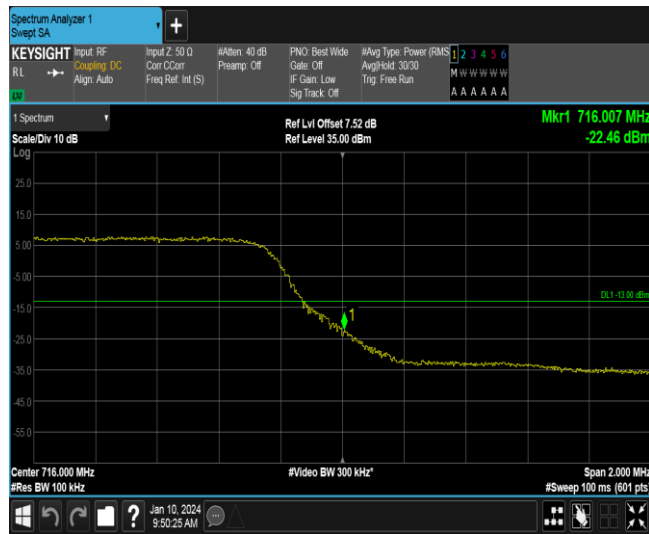 Spectrum Analyzer 1
Swept SA
+
KEYSIGHT
RL
LXI
Input: RF
Coupling: DC
Align: Auto
Input Z: 50 Ω
Corr CCorr
Freq Ref: Int (S)
#Atten: 40 dB
Preamp: Off
PNO: Best Wide
Gate: Off
IF Gain: Low
Sig Track: Off
#Avg Type: Power (RMS
Avg|Hold: 30/30
Trig: Free Run
1 2 3 4 5 6
M W W W W W
A A A A A A
1 Spectrum
Scale/Div 10 dB
Log
Ref Lvl Offset 7.52 dB
Ref Level 35.00 dBm
Mkr1 716.007 MHz
-22.46 dBm
25.0
15.0
5.00
-5.00
DL1 -13.00 dBm
-15.0
1
-25.0
-35.0
-45.0
-55.0
Center 716.000 MHz
#Video BW 300 kHz*
Span 2.000 MHz
#Res BW 100 kHz
#Sweep 100 ms (601 pts)
?
Jan 10, 2024
9:50:25 AM